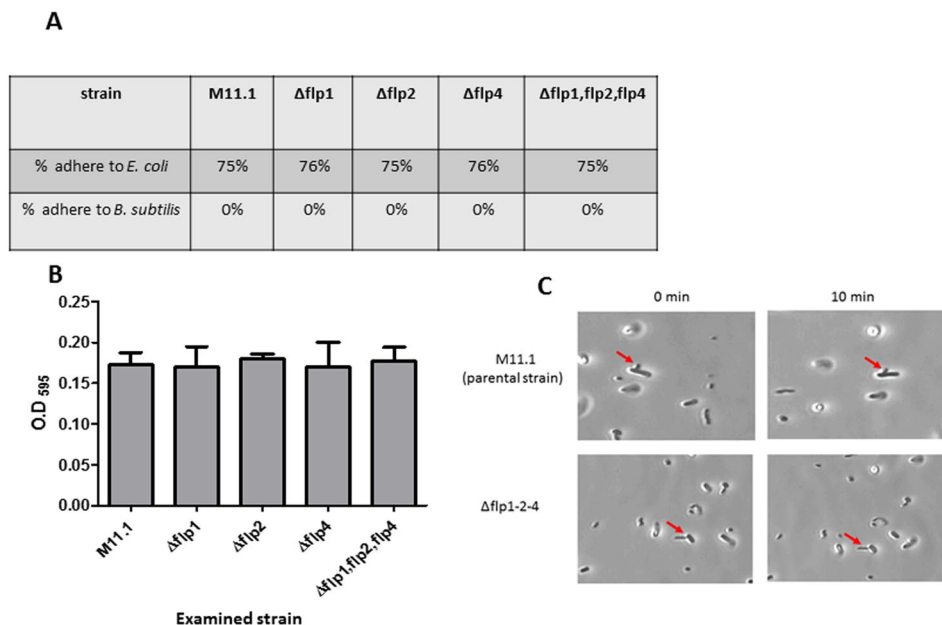 A
strain M11.1 Δflp1 Δflp2 Δflp4 Δflp1,flp2,flp4
% adhere to E. coli 75% 76% 75% 76% 75%
% adhere to B. subtilis 0% 0% 0% 0% 0%
B
0.25
0.20
0.15
0.10
0.05
0.00
O.D 595
M11.1
Δflp1
Δflp2
Δflp4
Δflp1,flp2,flp4
Examined strain
C
0 min 10 min
M11.1
(parental strain)
Δflp1-2-4